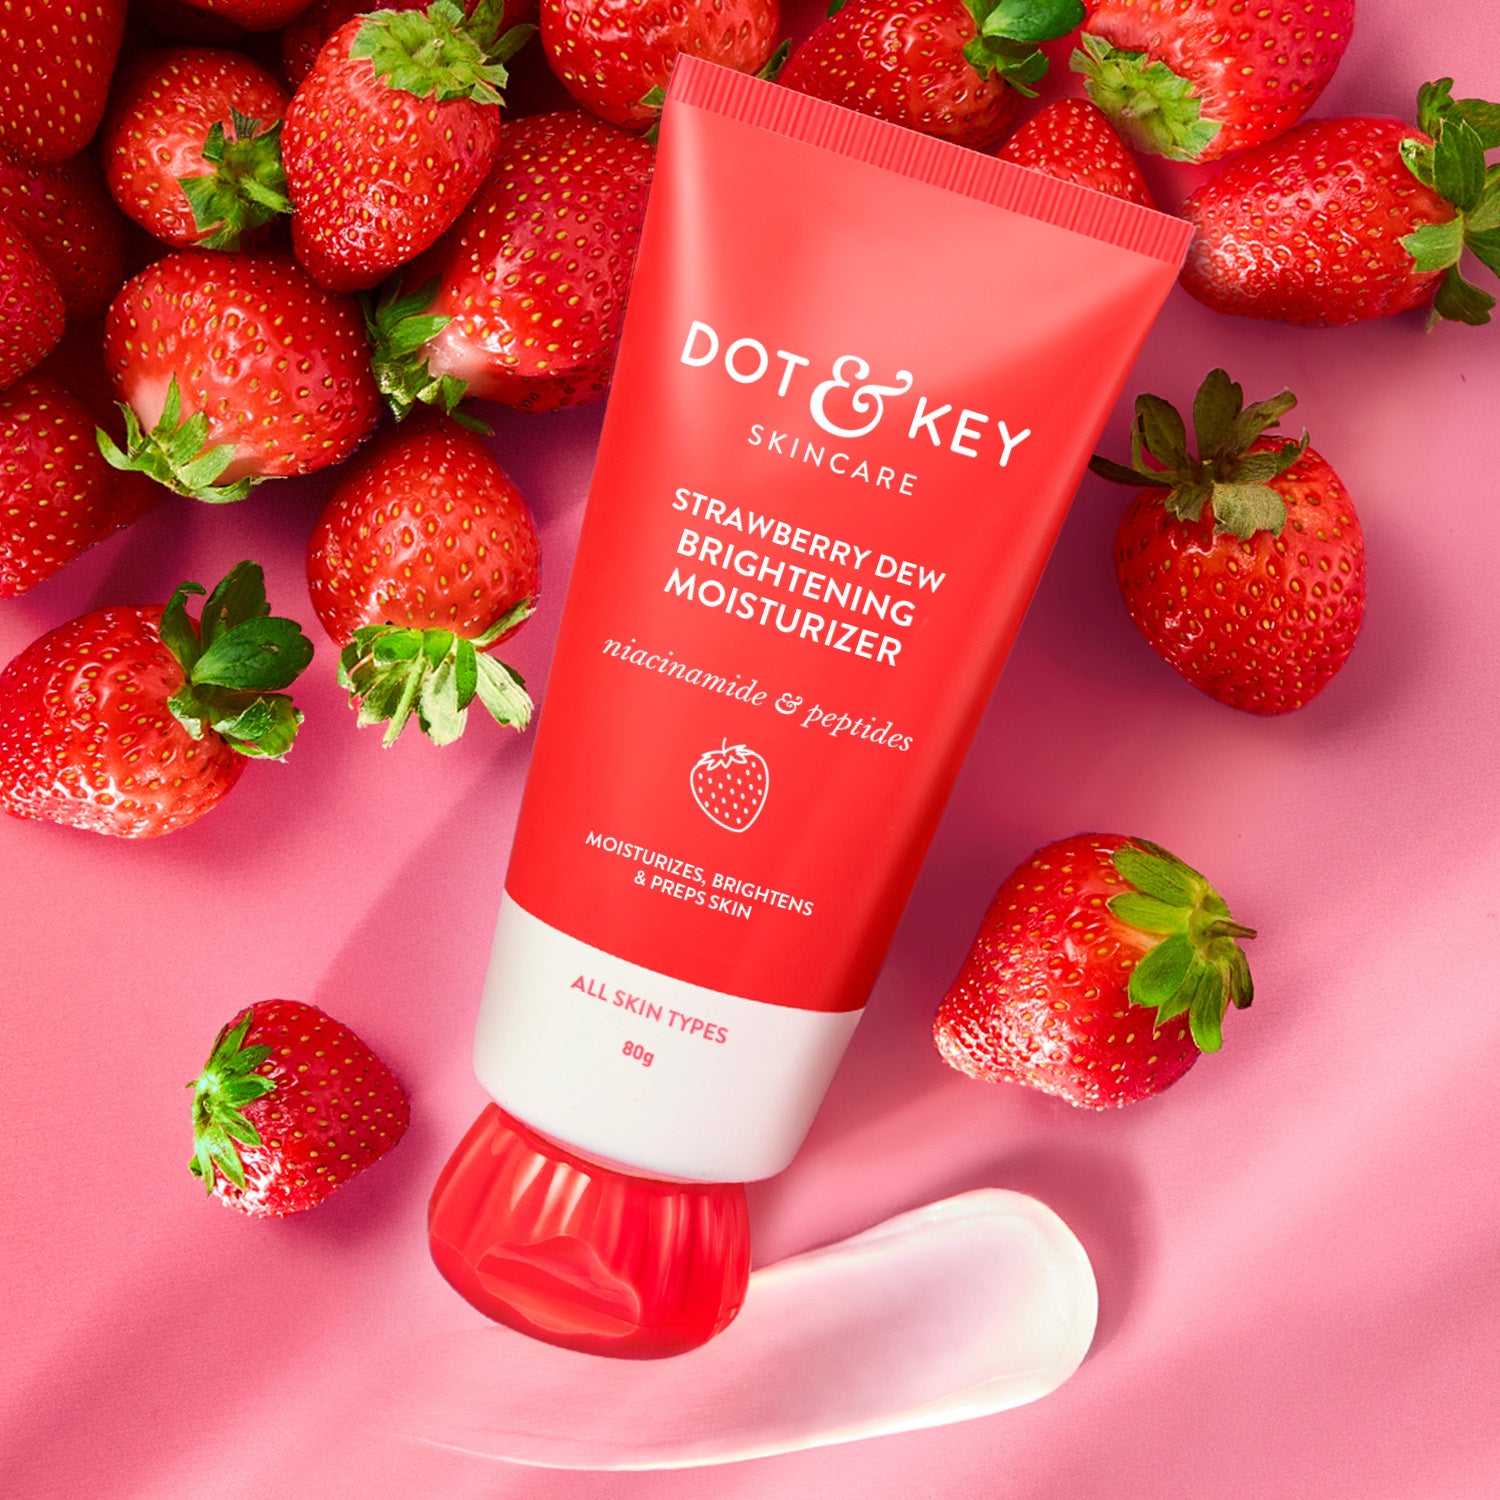 DOT & KEY
SKINCARE
STRAWBERRY DEW
BRIGHTENING
MOISTURIZER
niacinamide & peptides
MOISTURIZES, BRIGHTENS
& PREPS SKIN
ALL SKIN TYPES
80g